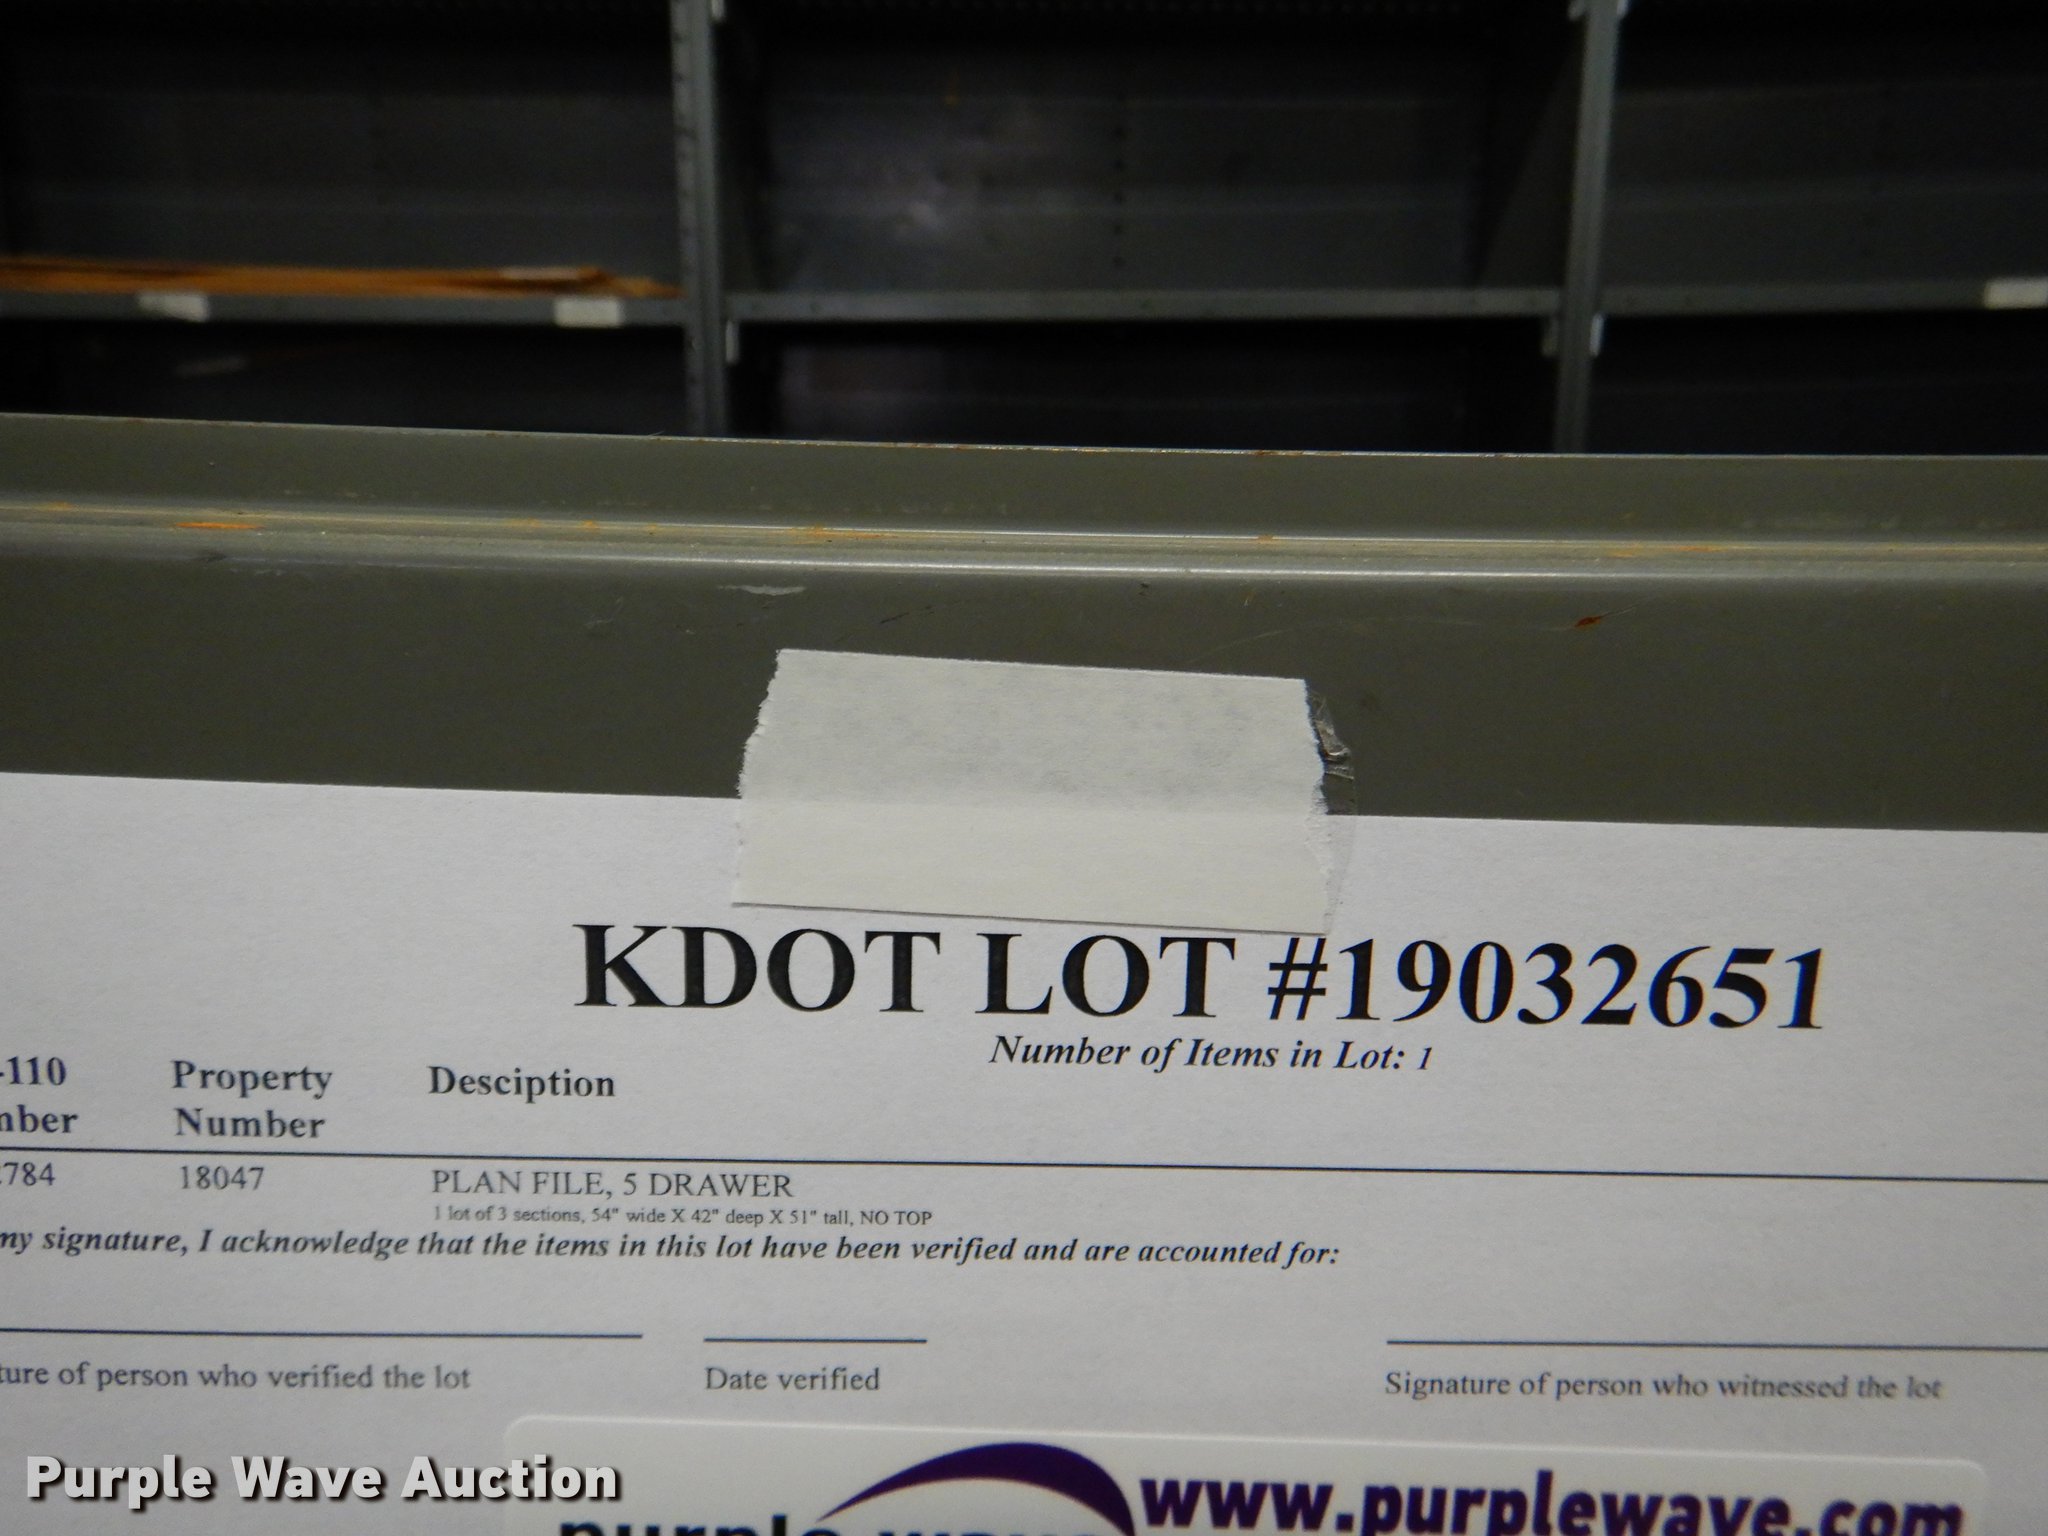 KDOT LOT #19032651
Number of Items in Lot: 1
-110 Property Desciption
Number
784 18047 PLAN FILE, 5 DRAWER
1 lot of 3 sections, 54" wide X 42" deep X 51" tall, NO TOP
my signature, I acknowledge that the items in this lot have been verified and are accounted for:
of person who verified the lot Date verified Signature of person who witnessed the lot
Purple Wave Auction
www.purplewave.com
purple wave